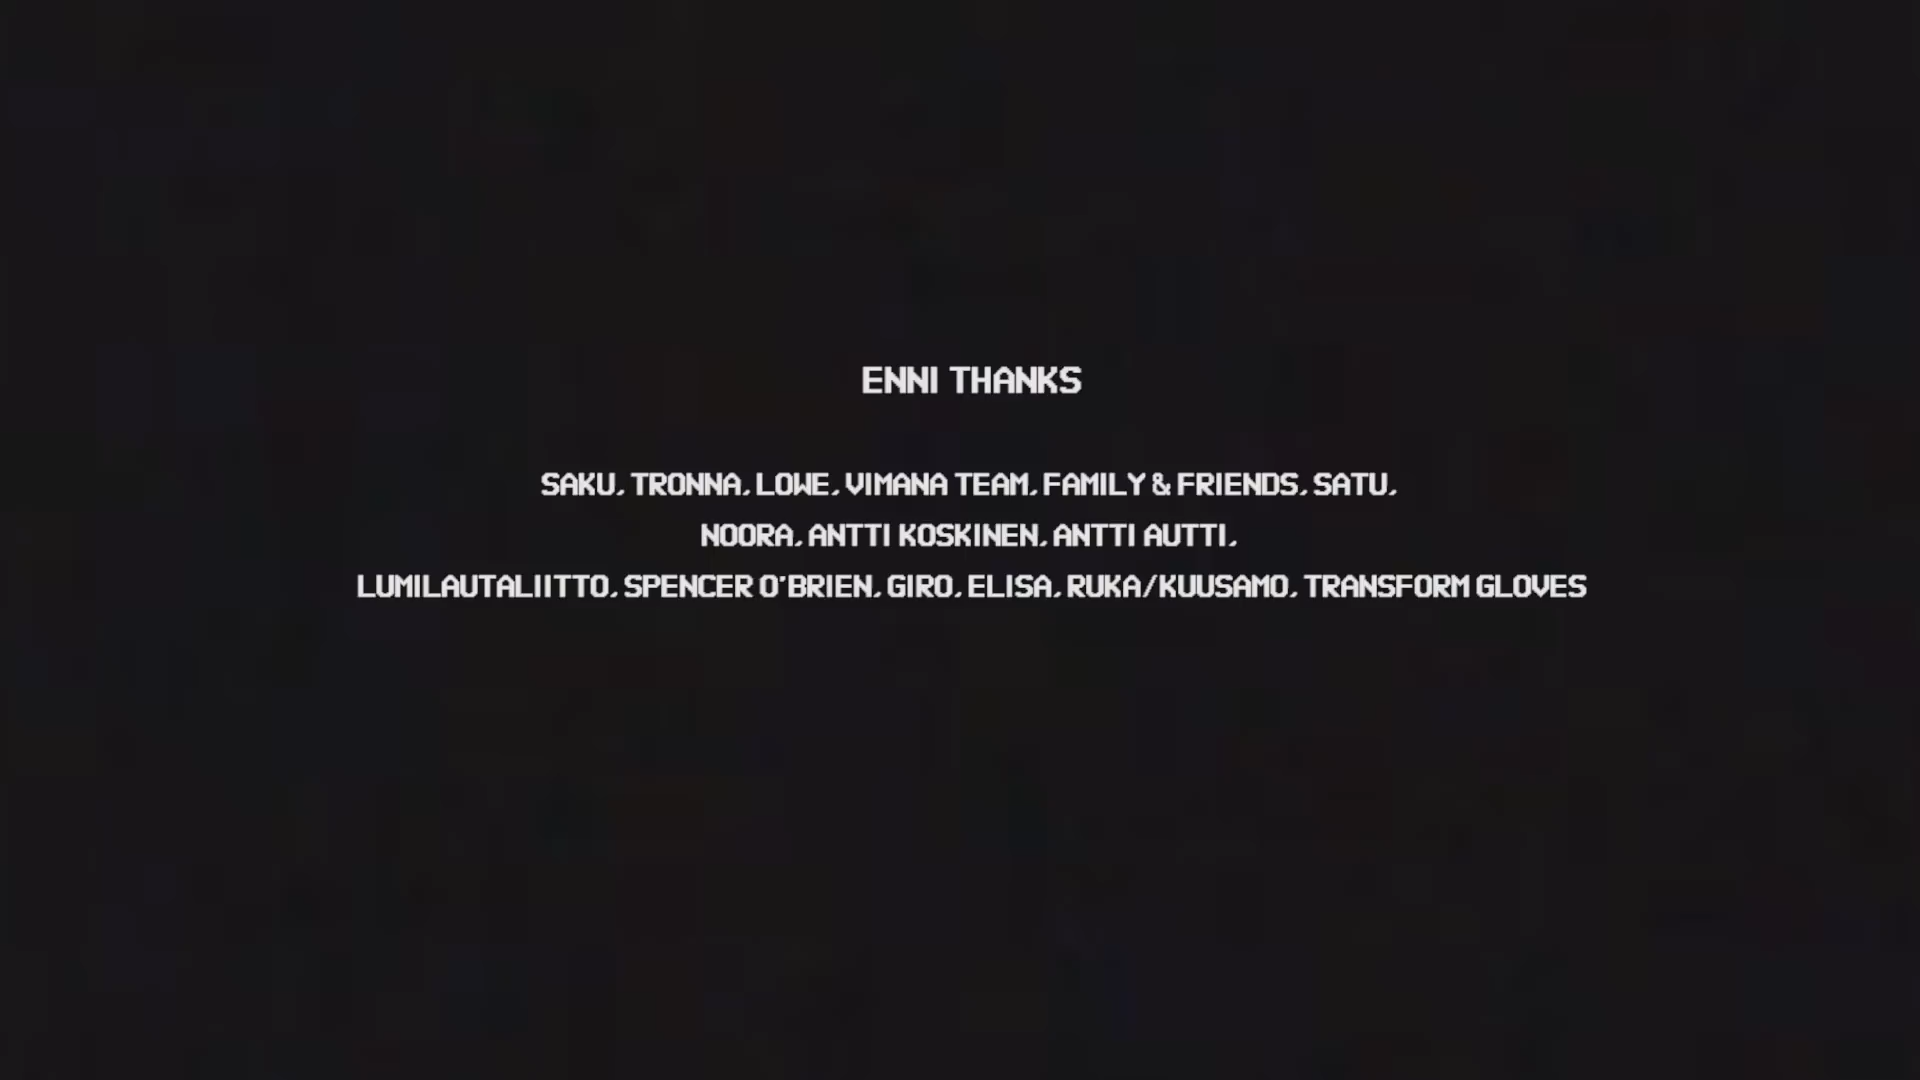 ENNI THANKS
SAKU, TRONNA, LOWE, VIMANA TEAM, FAMILY & FRIENDS, SATU,
NOORA, ANTTI KOSKINEN, ANTTI AUTTI,
LUMILAUTALIITTO, SPENCER O'BRIEN, GIRO, ELISA, RUKA/KUUSAMO, TRANSFORM GLOVES